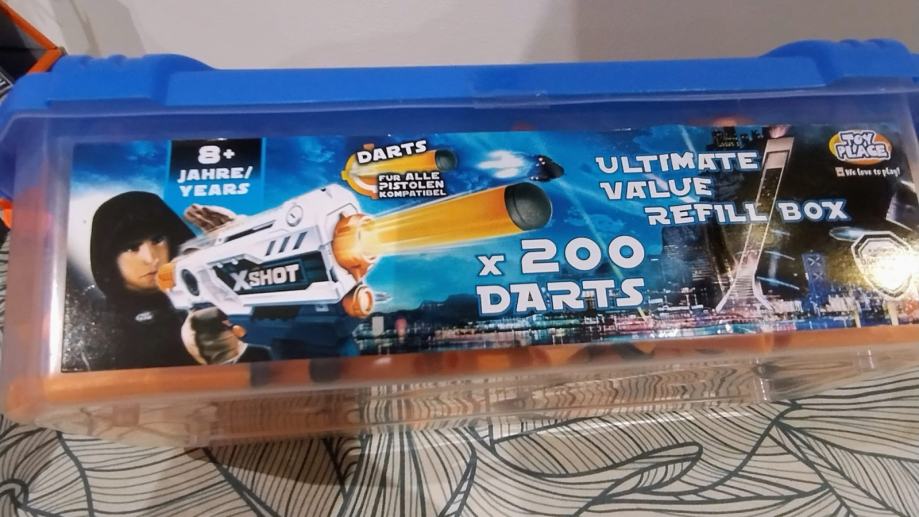 8+
JAHRE/
YEARS
DARTS
FÜR ALLE
PISTOLEN
KOMPATIBEL
XSHOT
x 200
DARTS
ULTIMATE
VALUE
REFILL BOX
TOY
PLACE
We love to play!